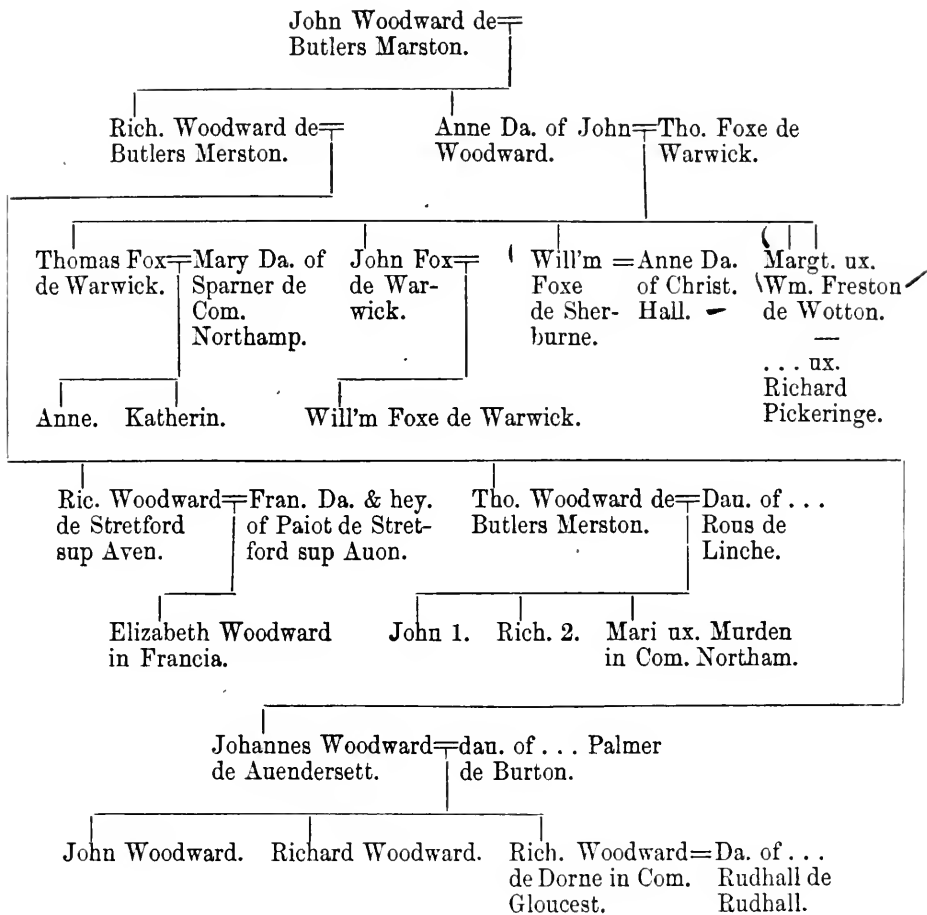 John Woodward de
Butlers Marston.
Rich. Woodward de
Butlers Merston.
Anne Da. of John
Woodward.
Tho. Foxe de
Warwick.
Thomas Fox
de Warwick.
Mary Da. of
Sparner de
Com.
Northamp.
John Fox
de War-
wick.
Will'm
Foxe
de Sher-
burne.
Anne Da.
of Christ.
Hall.
Margt. ux.
Wm. Freston
de Wotton.
—
... ux.
Richard
Pickeringe.
Anne.
Katherin.
Will'm Foxe de Warwick.
Ric. Woodward
de Stretford
sup Aven.
Fran. Da. & hey.
of Paiot de Stret-
ford sup Auon.
Tho. Woodward de
Butlers Merston.
Dau. of ...
Rous de
Linche.
Elizabeth Woodward
in Francia.
John 1.
Rich. 2.
Mari ux. Murden
in Com. Northam.
Johannes Woodward
de Auendersett.
dau. of ... Palmer
de Burton.
John Woodward.
Richard Woodward.
Rich. Woodward
de Dorne in Com.
Gloucest.
Da. of ...
Rudhall de
Rudhall.